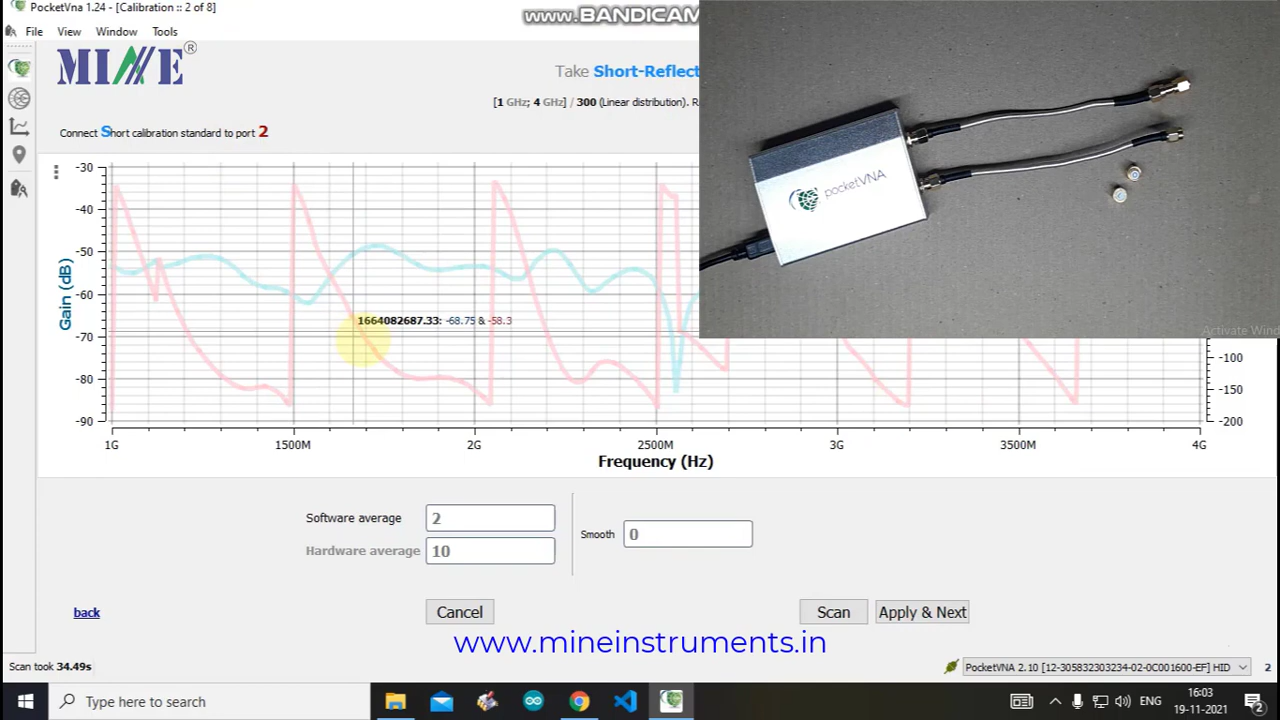 PocketVna 1.24 - [Calibration :: 2 of 8]
www.BANDICAM
File View Window Tools
MINE®
Take Short-Reflect
[1 GHz; 4 GHz] / 300 (Linear distribution). R
Connect Short calibration standard to port 2
pocketVNA
-30
-40
-50
-60
-70
-80
-90
Gain (dB)
1664082687.33: -68.75 & -58.3
Activate Wind
-100
-150
-200
1G 1500M 2G 2500M 3G 3500M 4G
Frequency (Hz)
Software average 2
Hardware average 10
Smooth 0
back
Cancel
Scan
Apply & Next
www.mineinstruments.in
Scan took 34.49s
PocketVNA 2.10 [12-305832303234-02-0C001600-EF] HID
2
Type here to search
ENG
16:03
19-11-2021
2